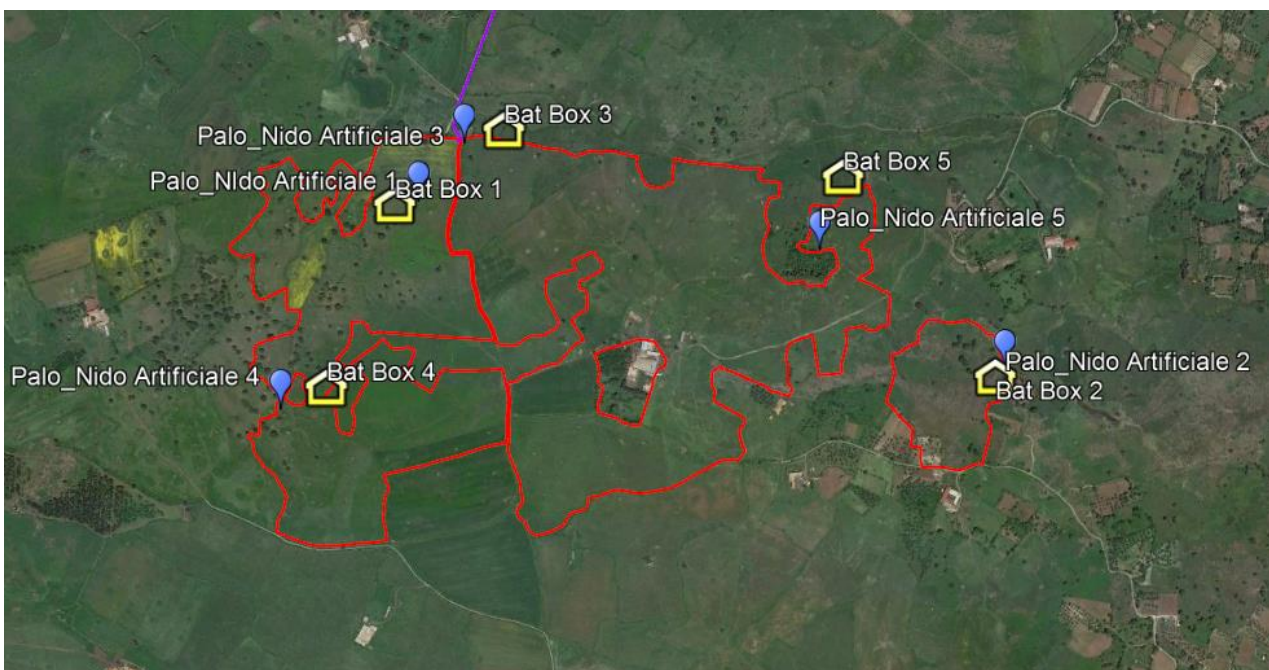 Bat Box 3
Palo_Nido Artificiale 3
Bat Box 5
Palo_NIdo Artificiale 1
Bat Box 1
Palo_Nido Artificiale 5
Palo_Nido Artificiale 2
Bat Box 4
Palo_Nido Artificiale 4
Bat Box 2